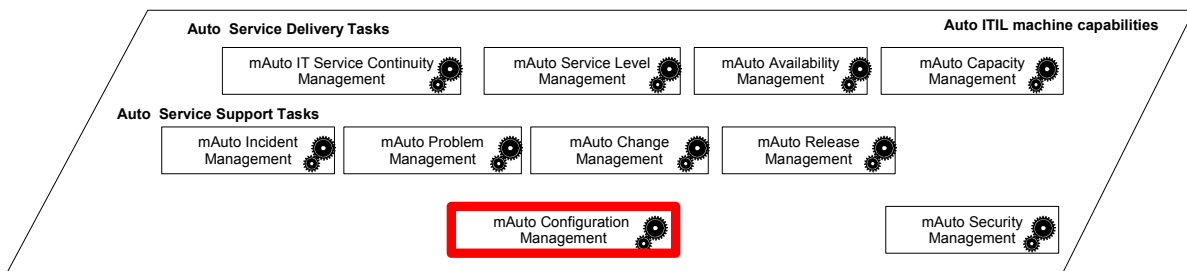 Auto Service Delivery Tasks
Auto ITIL machine capabilities
mAuto IT Service Continuity
Management
mAuto Service Level
Management
mAuto Availability
Management
mAuto Capacity
Management
Auto Service Support Tasks
mAuto Incident
Management
mAuto Problem
Management
mAuto Change
Management
mAuto Release
Management
mAuto Configuration
Management
mAuto Security
Management